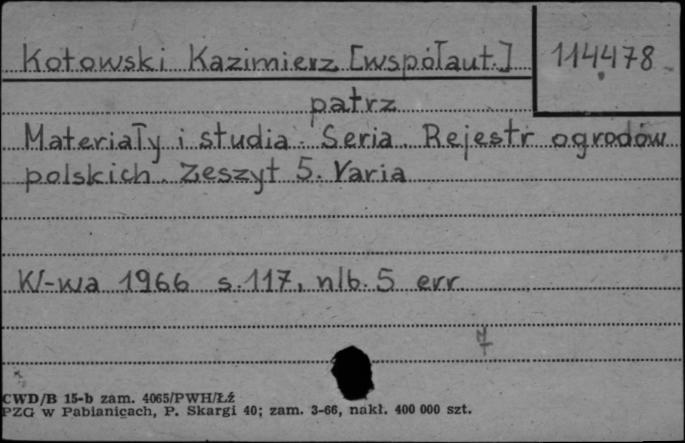 Kotowski Kazimierz [współaut.] 114478
patrz
Materiały i studia. Seria. Rejestr ogrodów
polskich. Zeszyt 5. Varia
W-wa 1966 s. 117, nlb. 5 err
7
CWD/B 15-b zam. 4065/PWH/Łź
PZG w Pabianicach, P. Skargi 40; zam. 3-66, nakł. 400 000 szt.